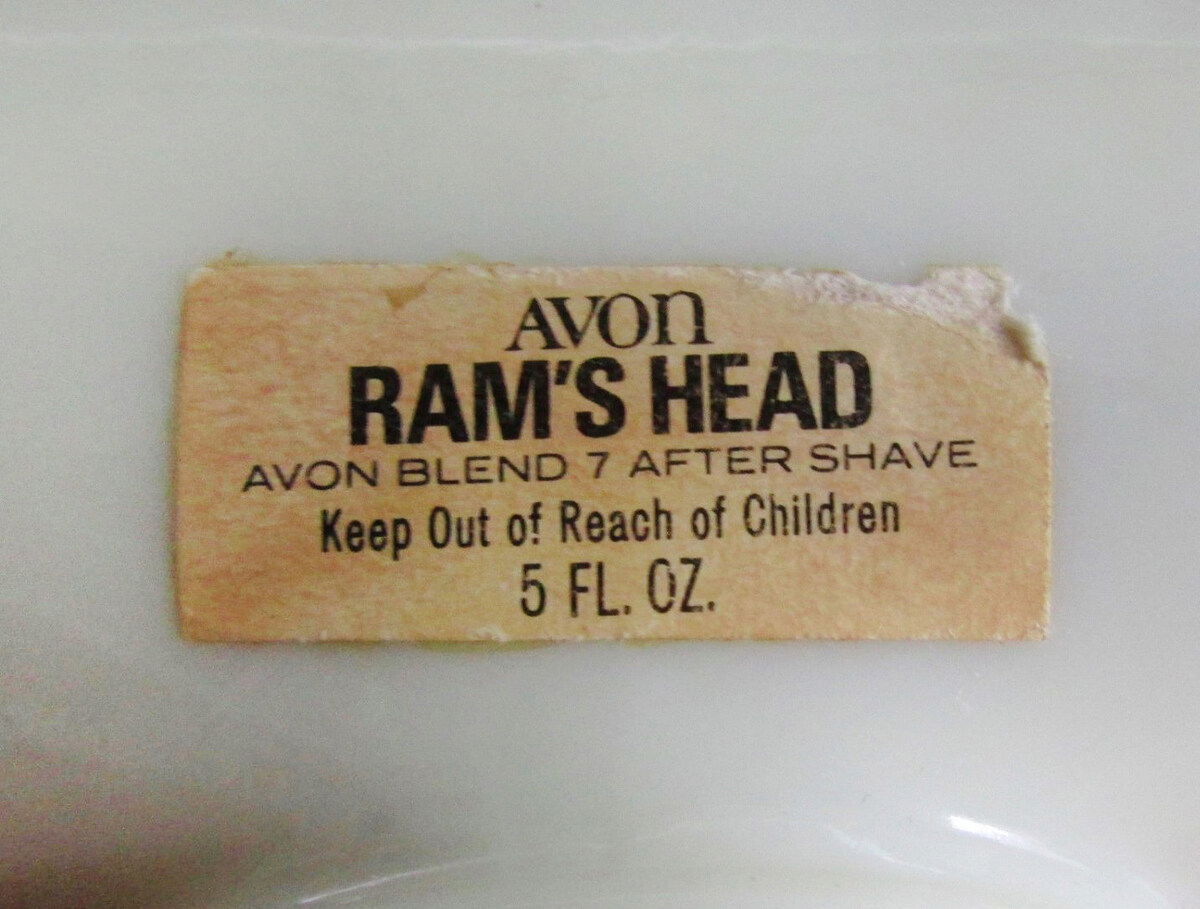 AVON
RAM'S HEAD
AVON BLEND 7 AFTER SHAVE
Keep Out of Reach of Children
5 FL. OZ.